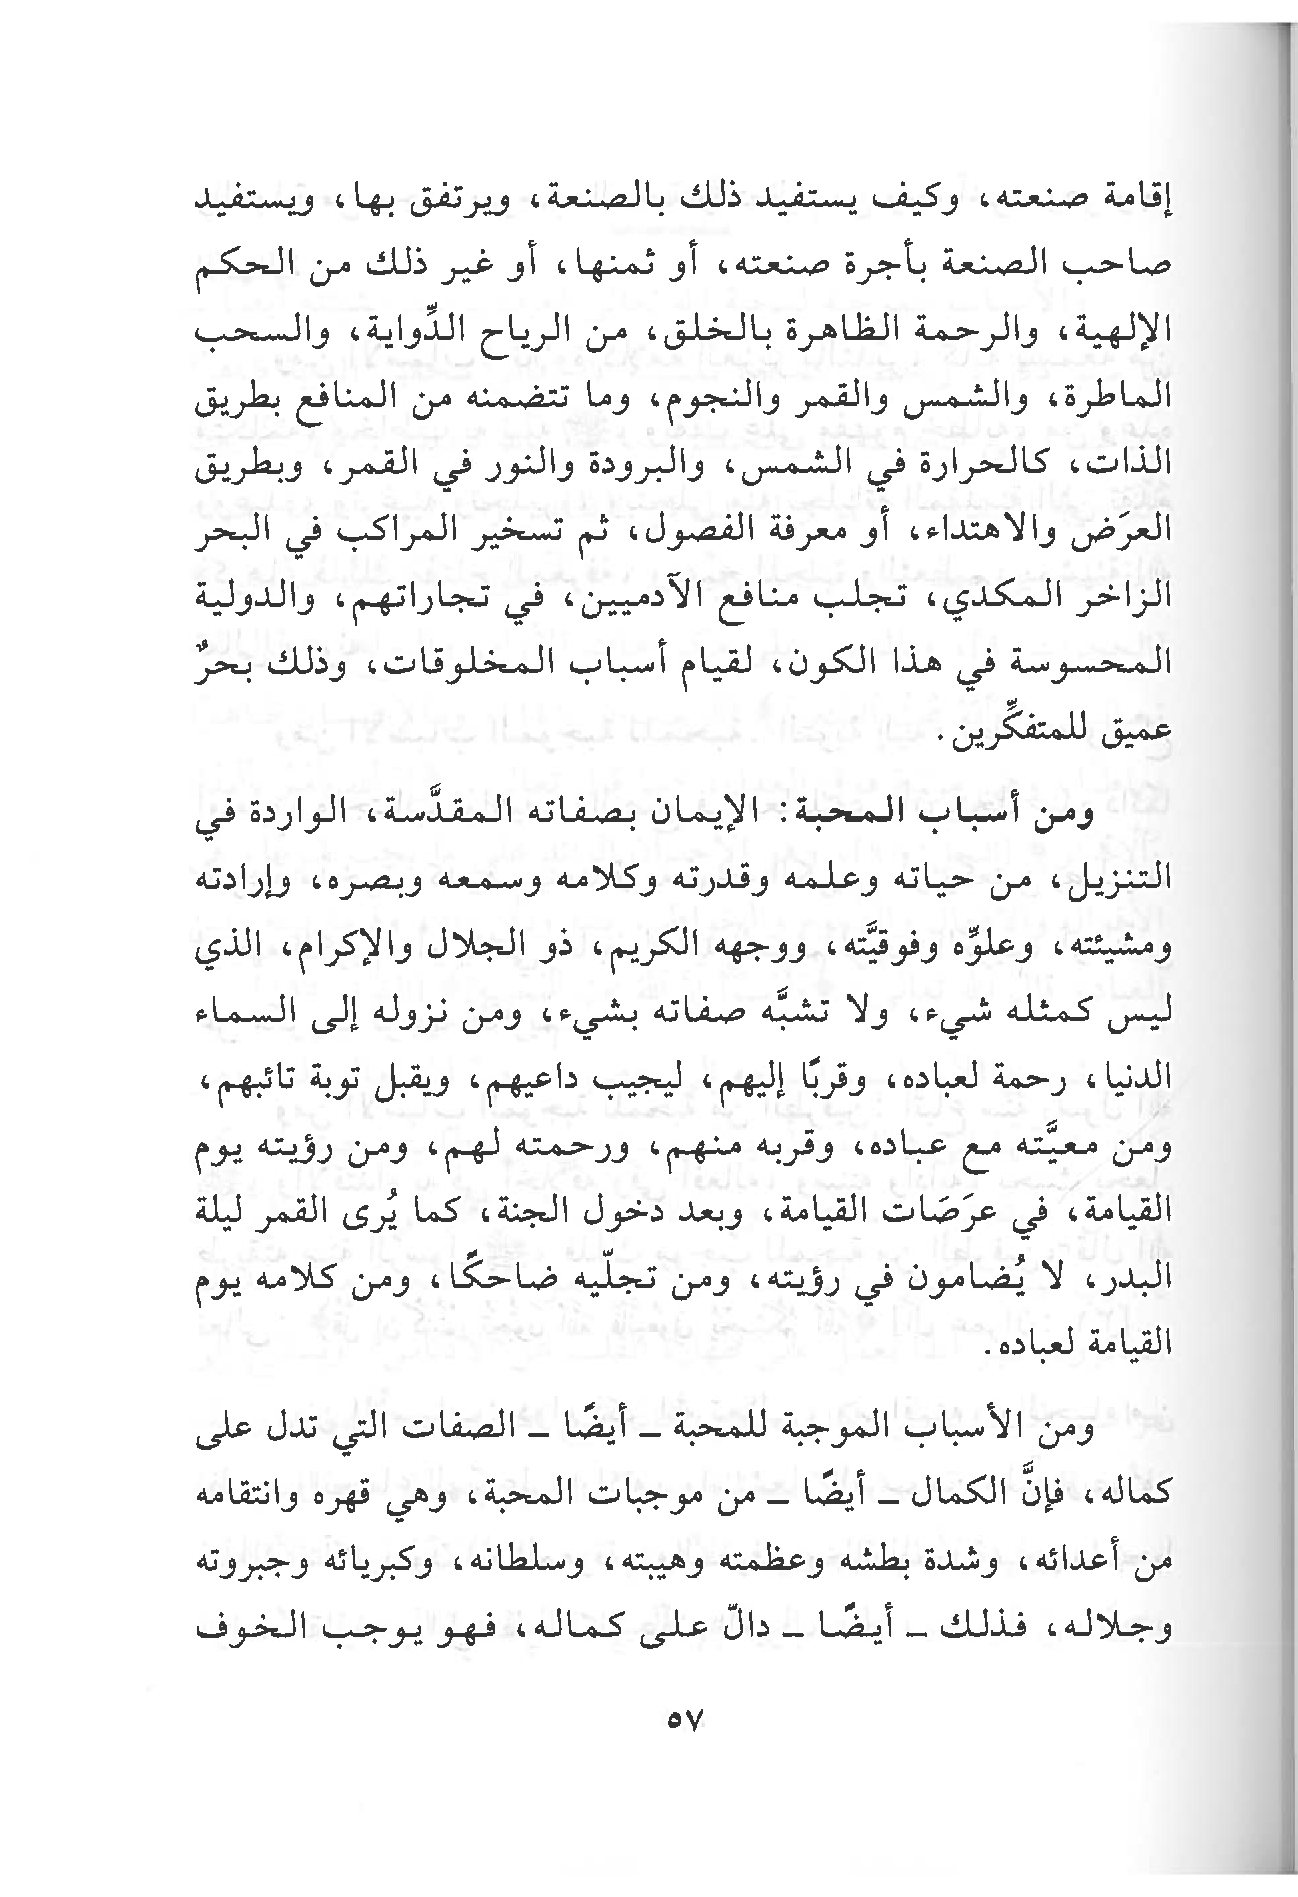 إقامة صنعته، وكيف يستفيد ذلك بالصنعة، ويرتفق بها، ويستفيد
صاحب الصنعة بأجرة صنعته، أو ثمنها، أو غير ذلك من الحكم
الإلهية، والرحمة الظاهرة بالخلق، من الرياح الدِّواية، والسحب
الماطرة، والشمس والقمر والنجوم، وما تتضمنه من المنافع بطريق
الذات، كالحرارة في الشمس، والبرودة والنور في القمر، وبطريق
العرَض والاهتداء، أو معرفة الفصول، ثم تسخير المراكب في البحر
الزاخر المكدي، تجلب منافع الآدميين، في تجاراتهم، والدولية
المحسوسة في هذا الكون، لقيام أسباب المخلوقات، وذلك بحرٌ
عميق للمتفكِّرين.
ومن أسباب المحبة: الإيمان بصفاته المقدَّسة، الواردة في
التنزيل، من حياته وعلمه وقدرته وكلامه وسمعه وبصره، وإرادته
ومشيئته، وعلوِّه وفوقيَّته، ووجهه الكريم، ذو الجلال والإكرام، الذي
ليس كمثله شيء، ولا تشبَّه صفاته بشيء، ومن نزوله إلى السماء
الدنيا، رحمة لعباده، وقربًا إليهم، ليجيب داعيهم، ويقبل توبة تائبهم،
ومن معيَّته مع عباده، وقربه منهم، ورحمته لهم، ومن رؤيته يوم
القيامة، في عرَصَات القيامة، وبعد دخول الجنة، كما يُرى القمر ليلة
البدر، لا يُضامون في رؤيته، ومن تجلّيه ضاحكًا، ومن كلامه يوم
القيامة لعباده.
ومن الأسباب الموجبة للمحبة ـ أيضًا ـ الصفات التي تدل على
كماله، فإنَّ الكمال ـ أيضًا ـ من موجبات المحبة، وهي قهره وانتقامه
من أعدائه، وشدة بطشه وعظمته وهيبته، وسلطانه، وكبريائه وجبروته
وجلاله، فذلك ـ أيضًا ـ دالّ على كماله، فهو يوجب الخوف
٥٧